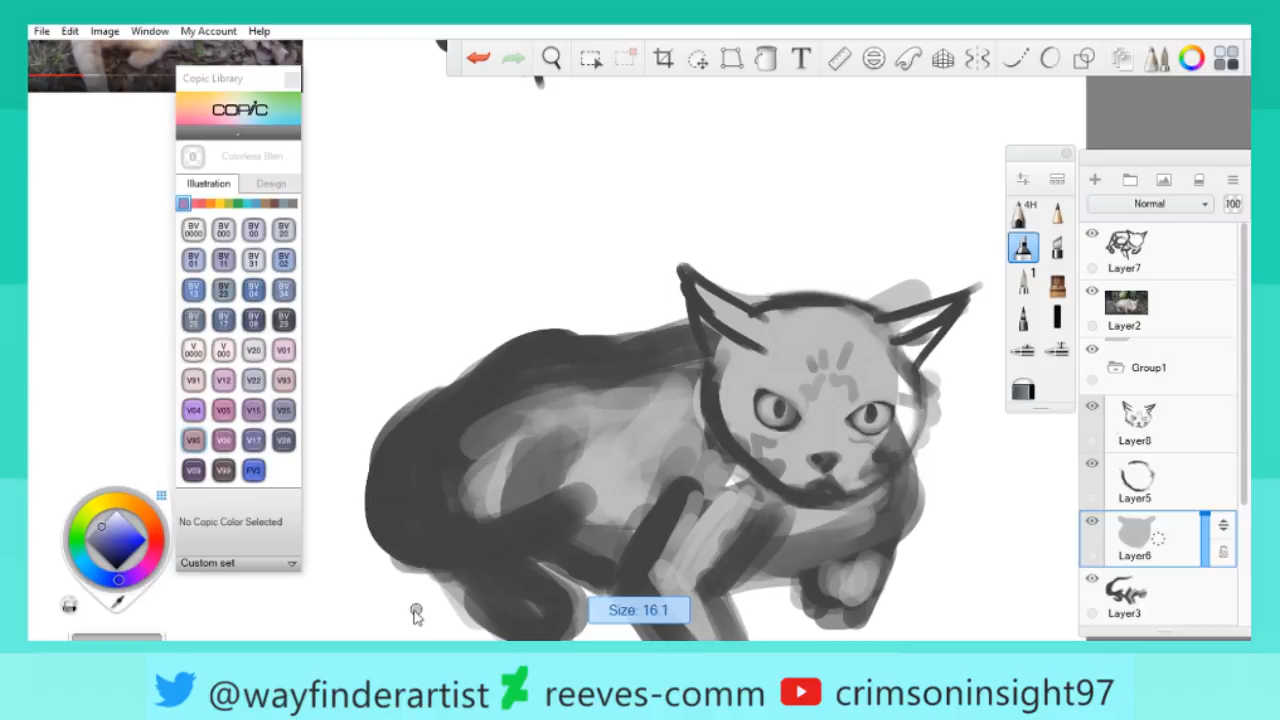 File Edit Image Window My Account Help
Copic Library
COPIC
0 Colorless Blen
Illustration Design
BV 0000 BV 000 BV 00 BV 20
BV 01 BV 11 BV 31 BV 02
BV 13 BV 23 BV 04 BV 34
BV 25 BV 17 BV 08 BV 29
V 0000 V 000 V20 V01
V91 V12 V22 V93
V04 V05 V15 V25
V95 V06 V17 V28
V09 V99 FV2
No Copic Color Selected
Custom set
T
4H
1
Size: 16.1
Normal 100
Layer7
Layer2
Group1
Layer8
Layer5
Layer6
Layer3
@wayfinderartist reeves-comm crimsoninsight97